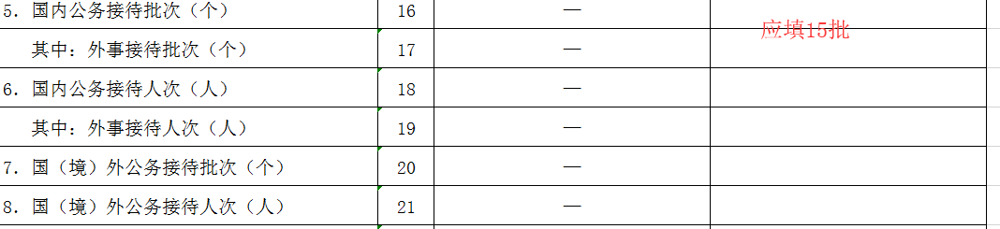 5. 国内公务接待批次（个） 16 —
应填15批
其中：外事接待批次（个） 17 —
6. 国内公务接待人次（人） 18 —
其中：外事接待人次（人） 19 —
7. 国（境）外公务接待批次（个） 20 —
8. 国（境）外公务接待人次（人） 21 —